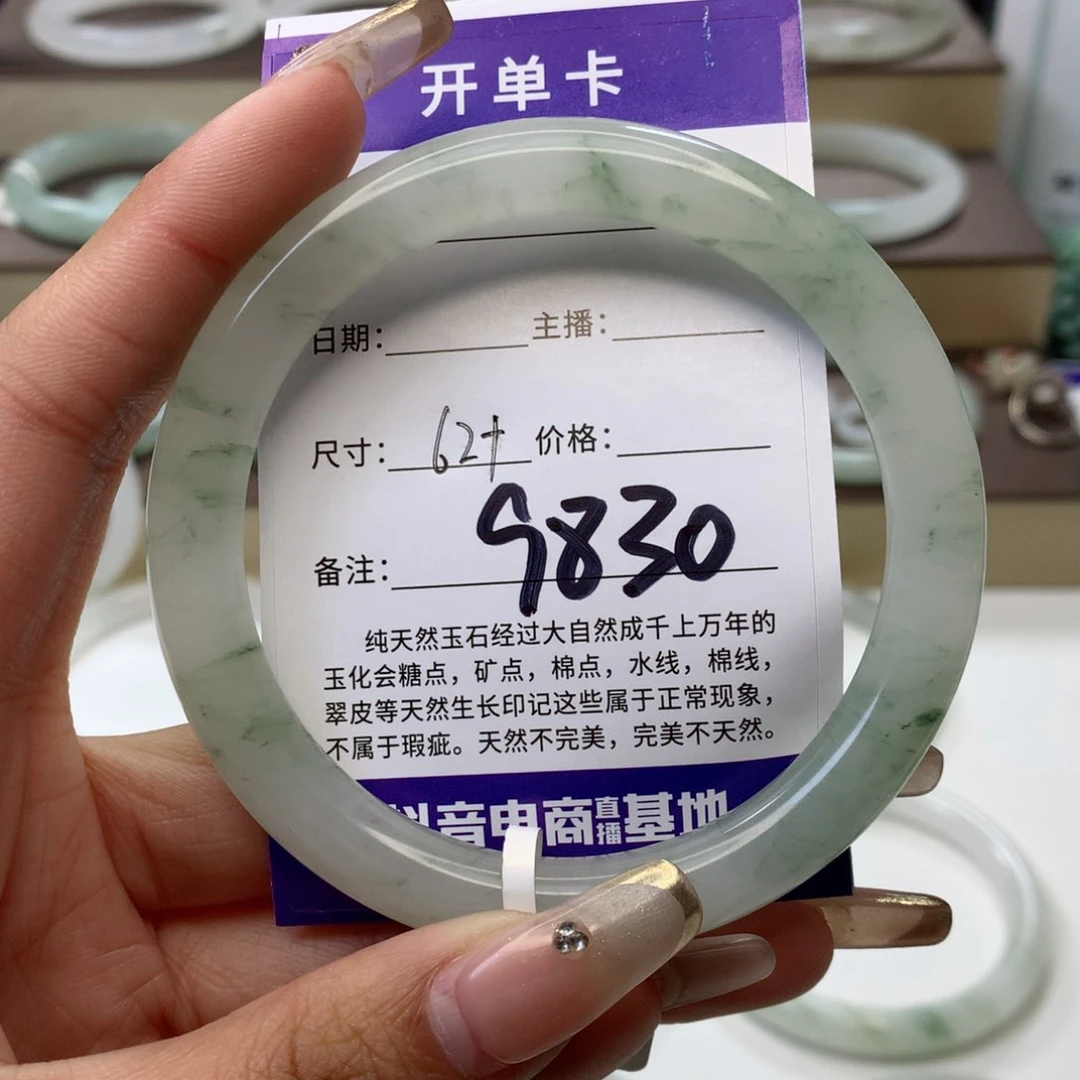 开单卡
日期： 主播：
尺寸：62+ 价格：
9830
备注：
纯天然玉石经过大自然成千上万年的
玉化会糖点，矿点，棉点，水线，棉线，
翠皮等天然生长印记这些属于正常现象，
不属于瑕疵。天然不完美，完美不天然。
抖音电商直播基地